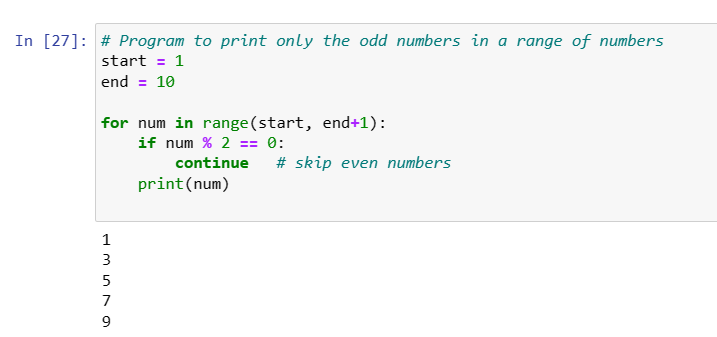 In [27]: # Program to print only the odd numbers in a range of numbers
start = 1
end = 10
for num in range(start, end+1):
    if num % 2 == 0:
        continue   # skip even numbers
    print(num)
1
3
5
7
9